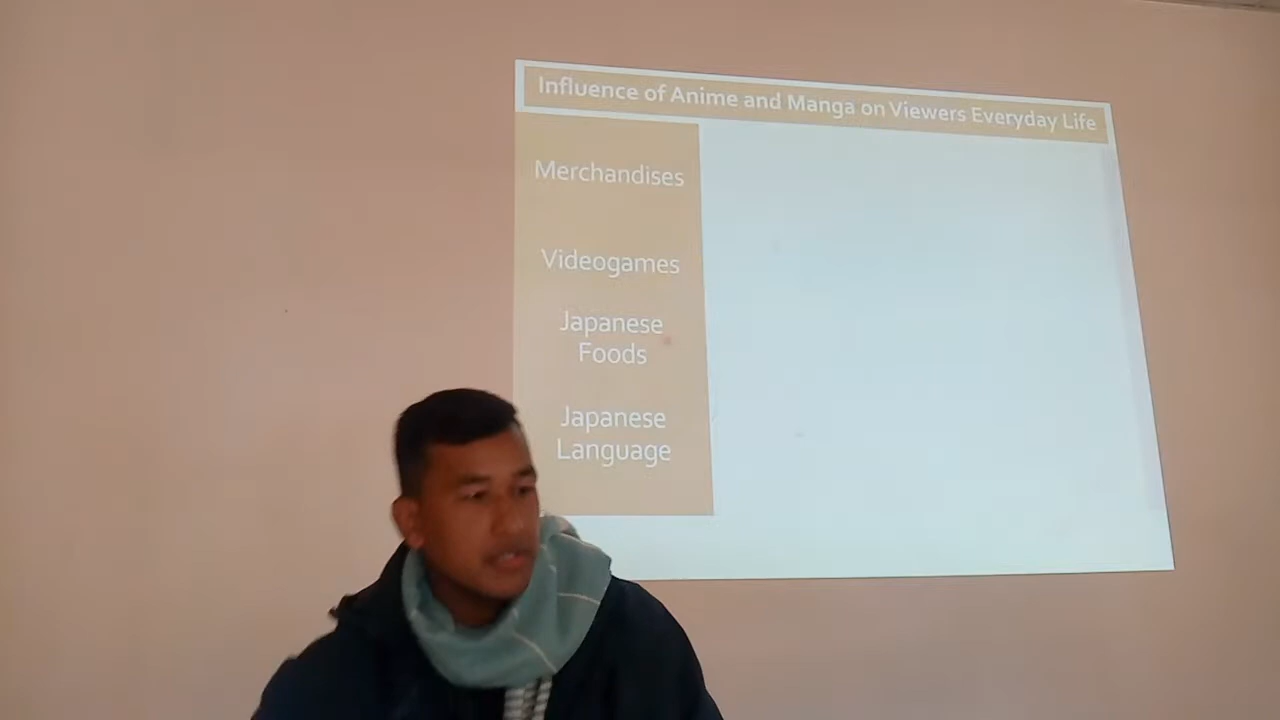 Influence of Anime and Manga on Viewers Everyday Life
Merchandises
Videogames
Japanese
Foods
Japanese
Language